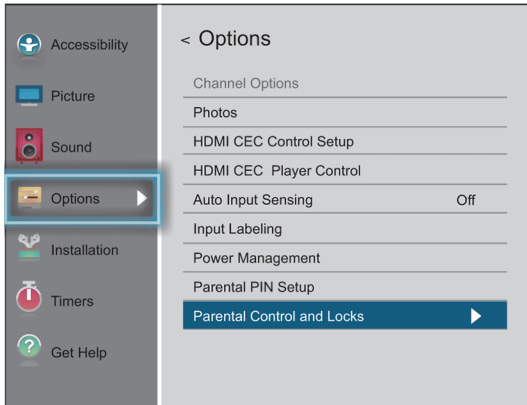 Accessibility
Picture
Sound
Options
Installation
Timers
Get Help
< Options
Channel Options
Photos
HDMI CEC Control Setup
HDMI CEC Player Control
Auto Input Sensing Off
Input Labeling
Power Management
Parental PIN Setup
Parental Control and Locks